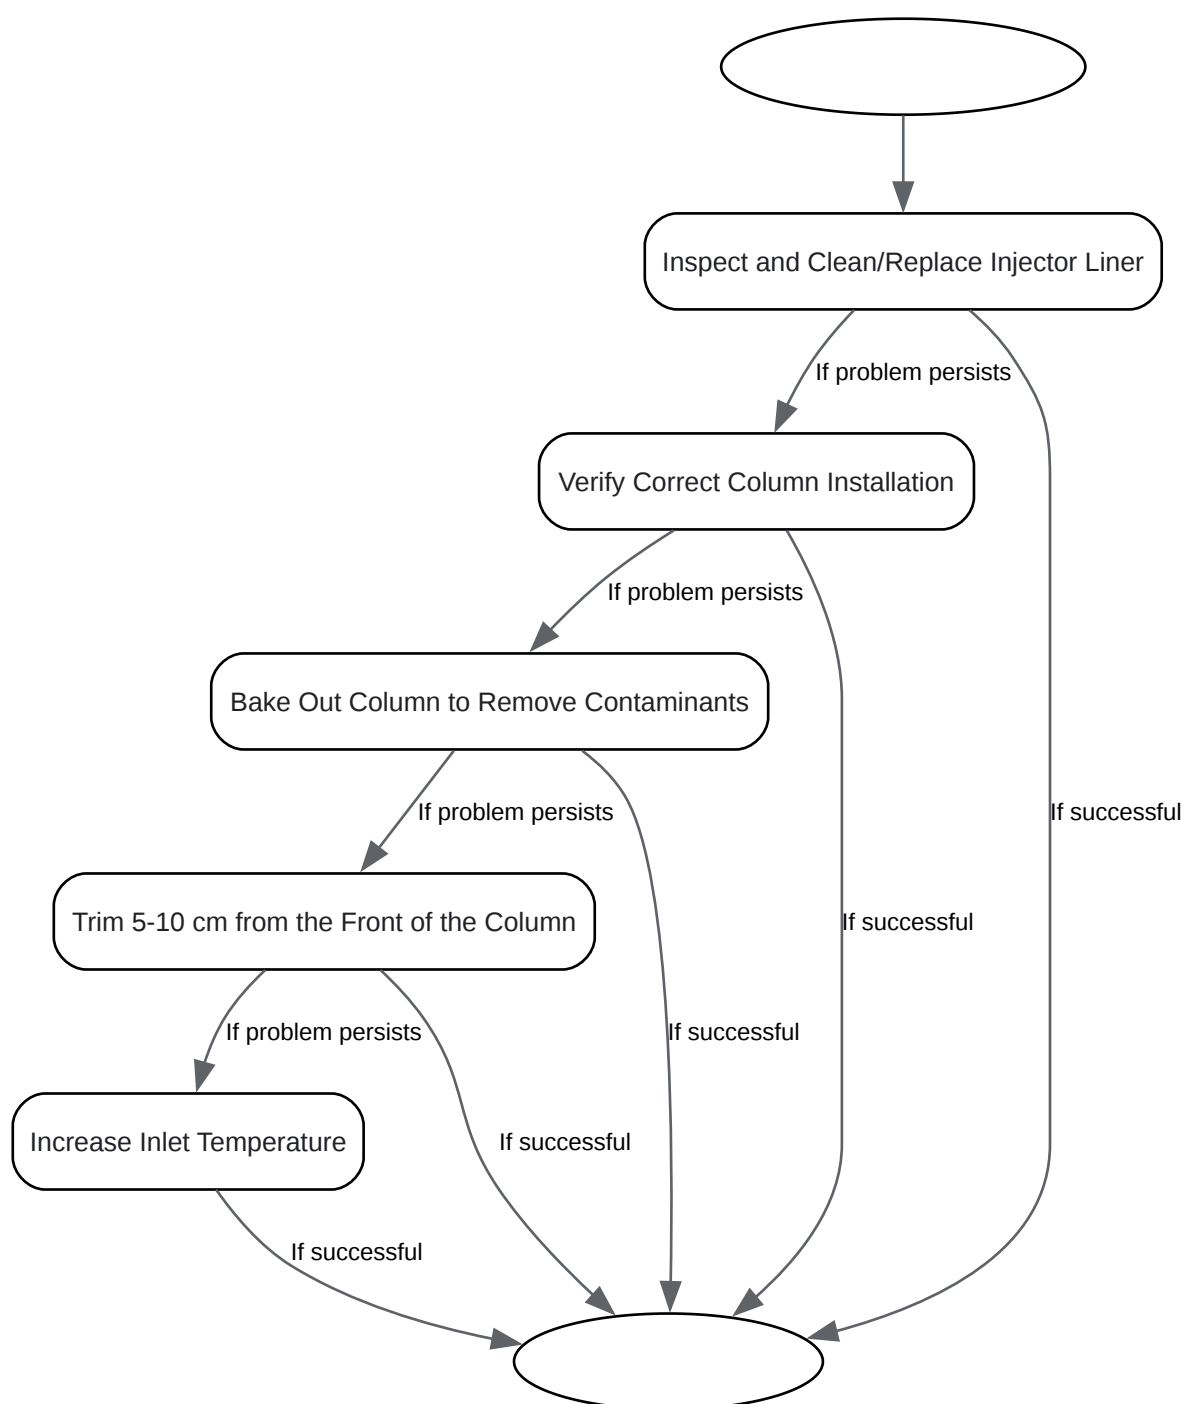 Inspect and Clean/Replace Injector Liner
If problem persists
Verify Correct Column Installation
If problem persists
Bake Out Column to Remove Contaminants
If problem persists
If successful
Trim 5-10 cm from the Front of the Column
If successful
If problem persists
If successful
Increase Inlet Temperature
If successful
If successful